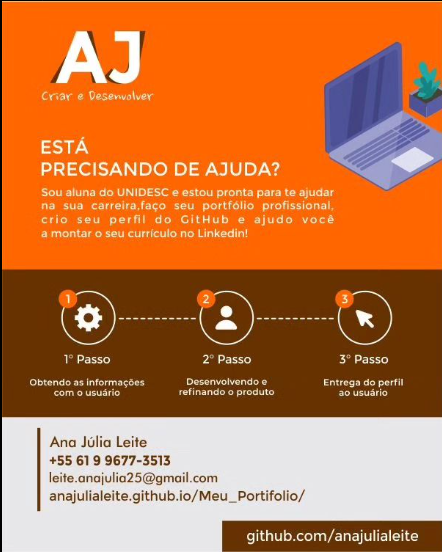 AJ
Criar e Desenvolver
ESTÁ
PRECISANDO DE AJUDA?
Sou aluna do UNIDESC e estou pronta para te ajudar
na sua carreira,faço seu portfólio profissional,
crio seu perfil do GitHub e ajudo você
a montar o seu currículo no Linkedin!
1
2
3
1° Passo
2° Passo
3° Passo
Obtendo as informações
com o usuário
Desenvolvendo e
refinando o produto
Entrega do perfil
ao usuário
Ana Júlia Leite
+55 61 9 9677-3513
leite.anajulia25@gmail.com
anajulialeite.github.io/Meu_Portifolio/
github.com/anajulialeite